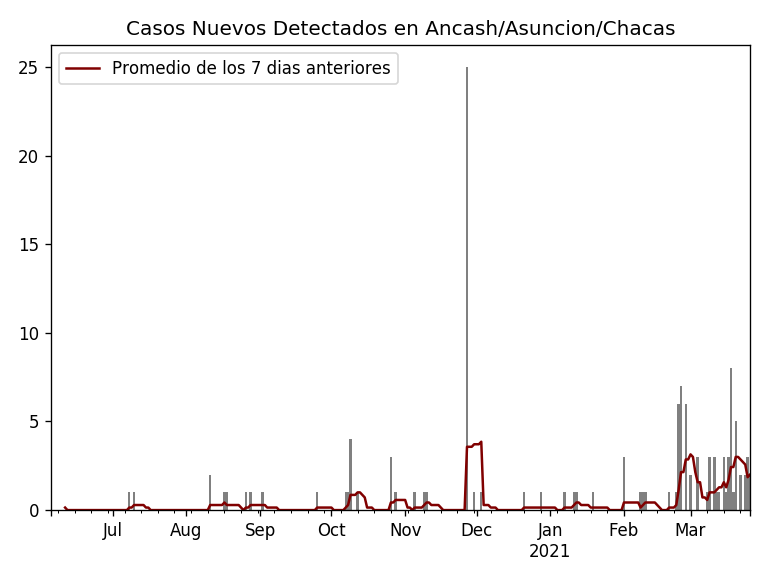 Casos Nuevos Detectados en Ancash/Asuncion/Chacas
Promedio de los 7 dias anteriores
25
20
15
10
5
0
Jul Aug Sep Oct Nov Dec Jan Feb Mar
2021